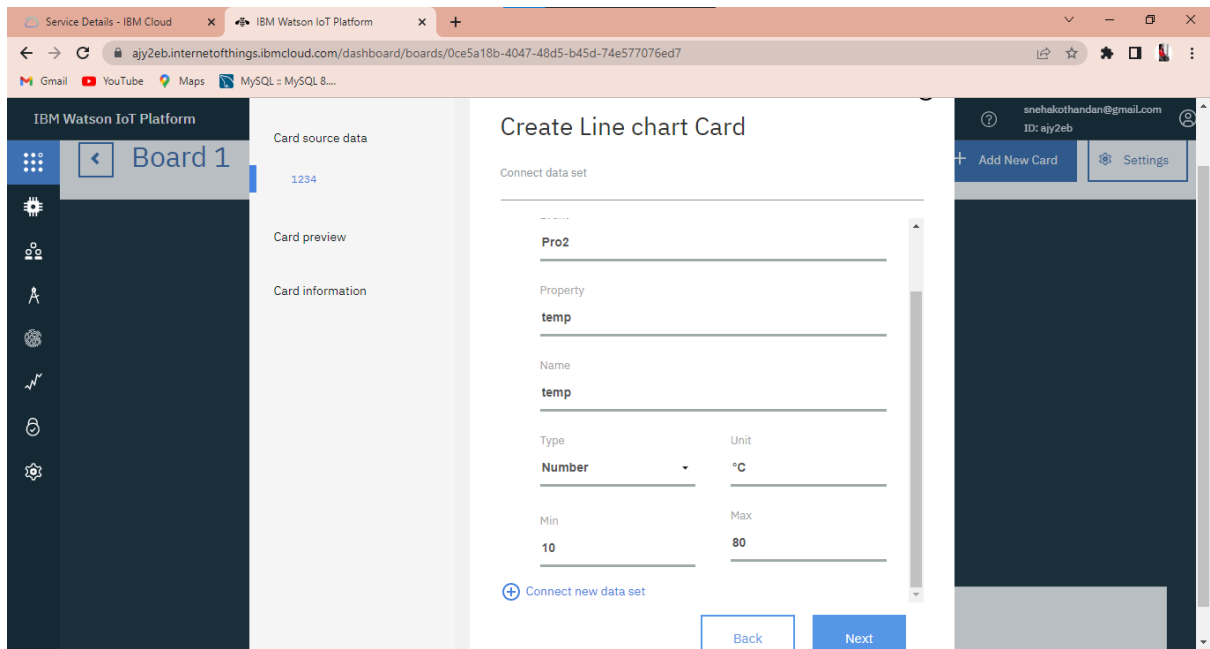 Service Details - IBM Cloud
IBM Watson IoT Platform
ajy2eb.internetofthings.ibmcloud.com/dashboard/boards/0ce5a18b-4047-48d5-b45d-74e577076ed7
Gmail
YouTube
Maps
MySQL :: MySQL 8....
IBM Watson IoT Platform
snehakothandan@gmail.com
ID: ajy2eb
Board 1
Add New Card
Settings
Card source data
1234
Card preview
Card information
Create Line chart Card
Connect data set
Pro2
Property
temp
Name
temp
Type
Unit
Number
°C
Min
Max
10
80
Connect new data set
Back
Next